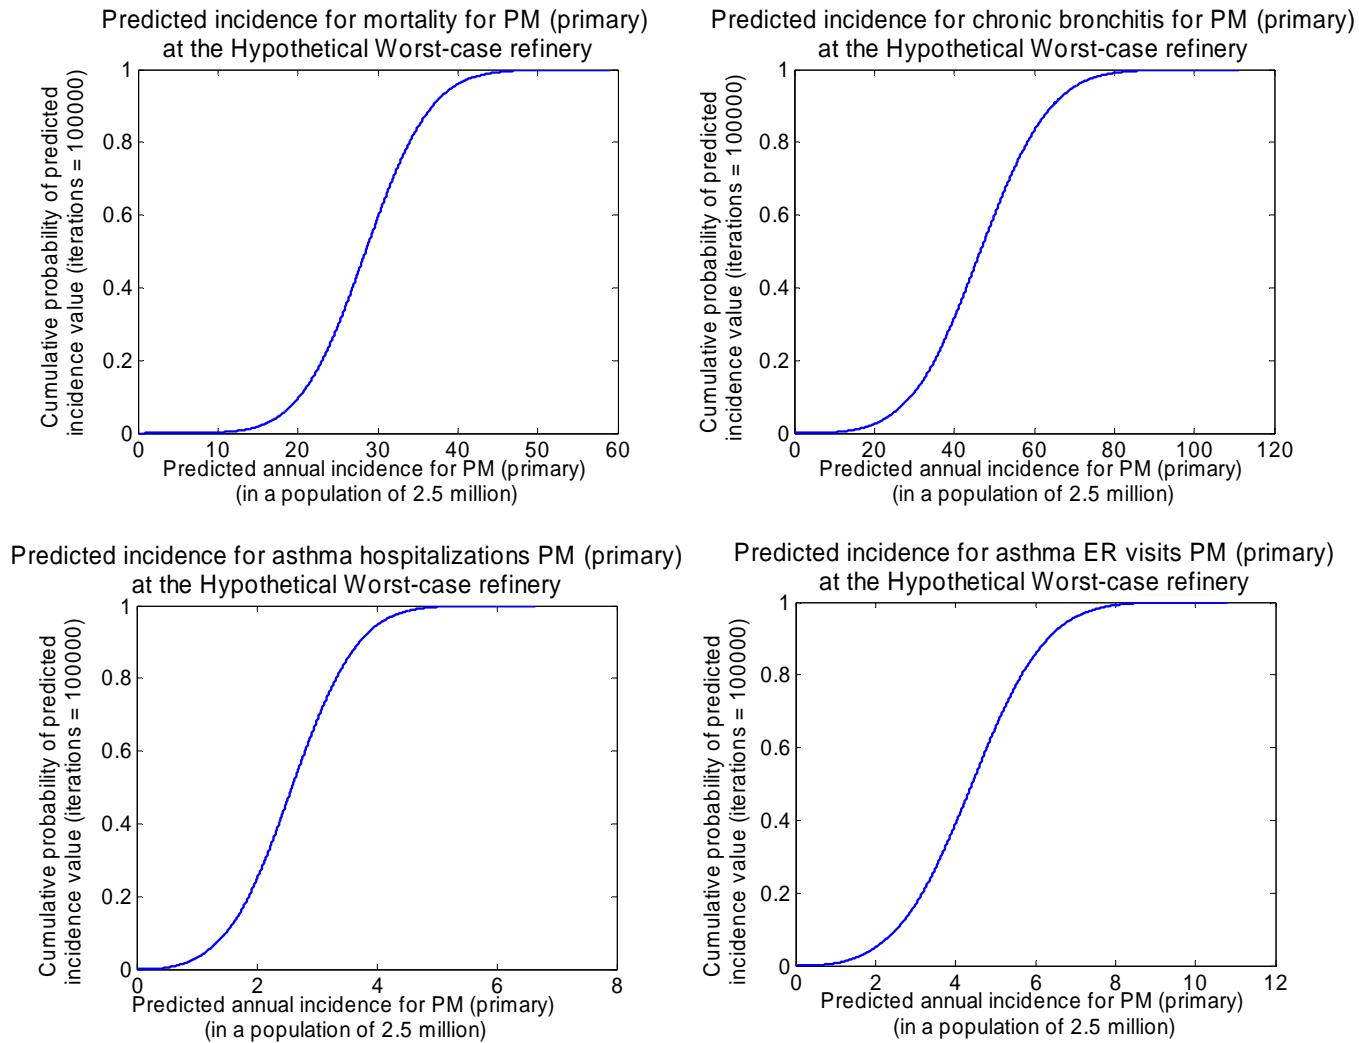 Predicted incidence for mortality for PM (primary)
at the Hypothetical Worst-case refinery
Cumulative probability of predicted
incidence value (iterations = 100000)
1
0.8
0.6
0.4
0.2
0
0 10 20 30 40 50 60
Predicted annual incidence for PM (primary)
(in a population of 2.5 million)
Predicted incidence for chronic bronchitis for PM (primary)
at the Hypothetical Worst-case refinery
Cumulative probability of predicted
incidence value (iterations = 100000)
1
0.8
0.6
0.4
0.2
0
0 20 40 60 80 100 120
Predicted annual incidence for PM (primary)
(in a population of 2.5 million)
Predicted incidence for asthma hospitalizations PM (primary)
at the Hypothetical Worst-case refinery
Cumulative probability of predicted
incidence value (iterations = 100000)
1
0.8
0.6
0.4
0.2
0
0 2 4 6 8
Predicted annual incidence for PM (primary)
(in a population of 2.5 million)
Predicted incidence for asthma ER visits PM (primary)
at the Hypothetical Worst-case refinery
Cumulative probability of predicted
incidence value (iterations = 100000)
1
0.8
0.6
0.4
0.2
0
0 2 4 6 8 10 12
Predicted annual incidence for PM (primary)
(in a population of 2.5 million)